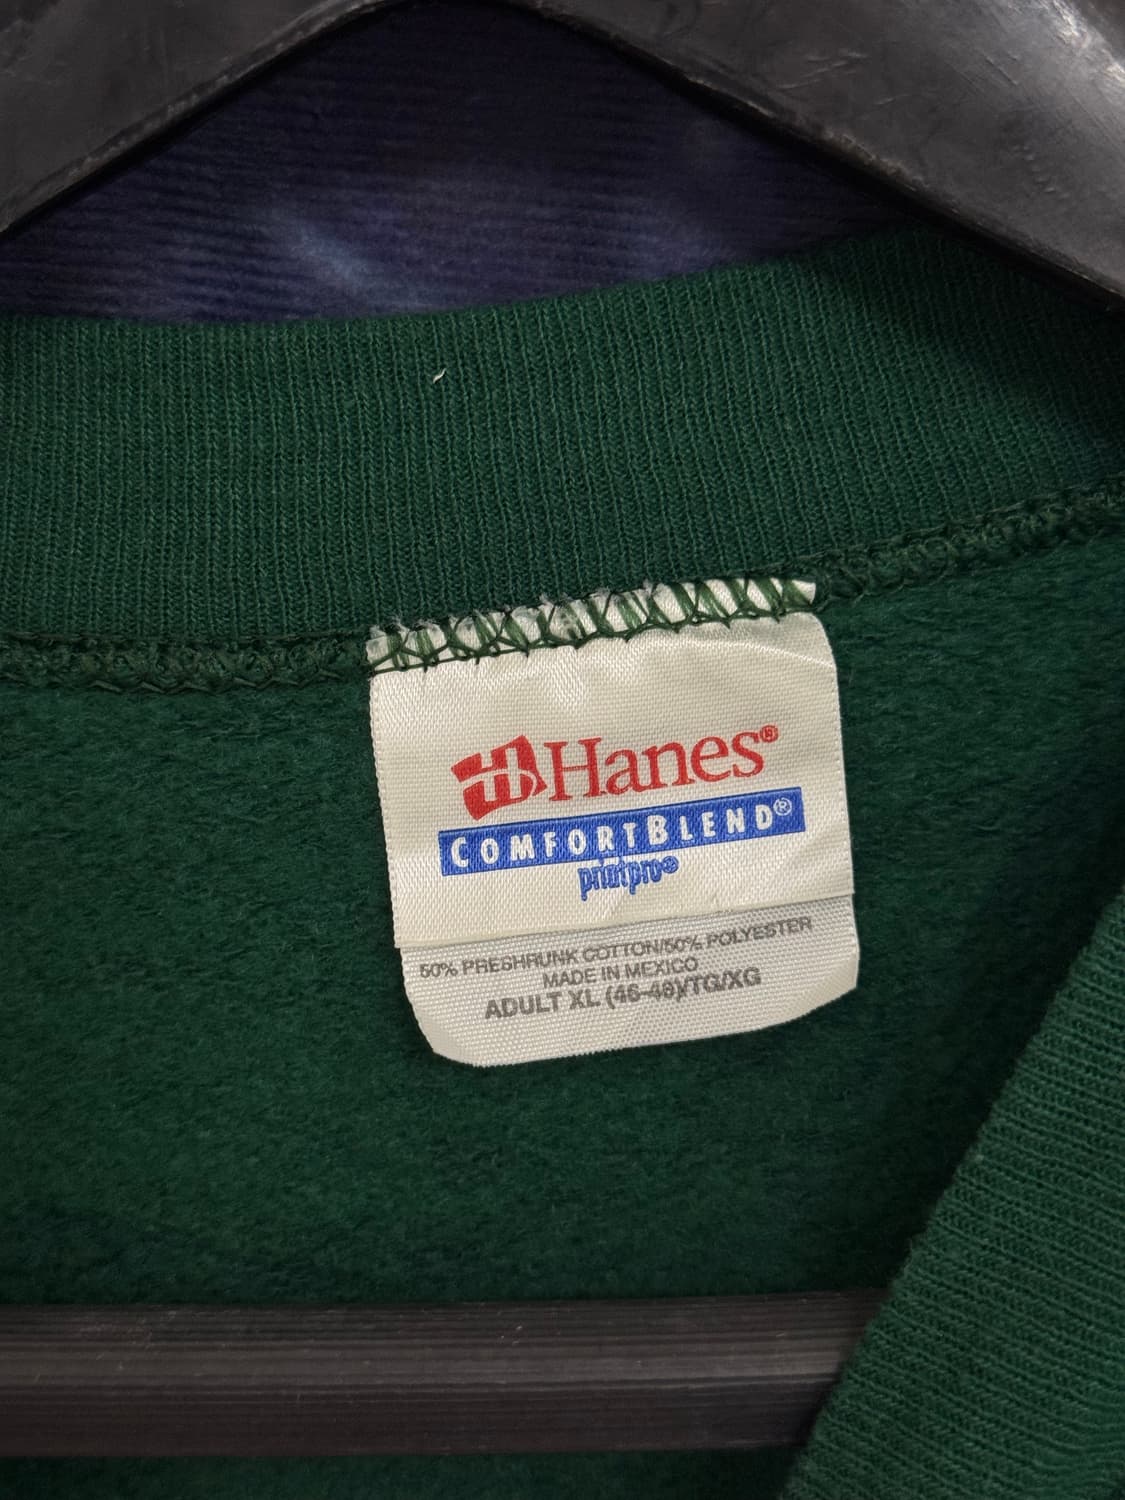 Hanes®
COMFORTBLEND®
printpro®
50% PRESHRUNK COTTON/50% POLYESTER
MADE IN MEXICO
ADULT XL (46-48)/TG/XG